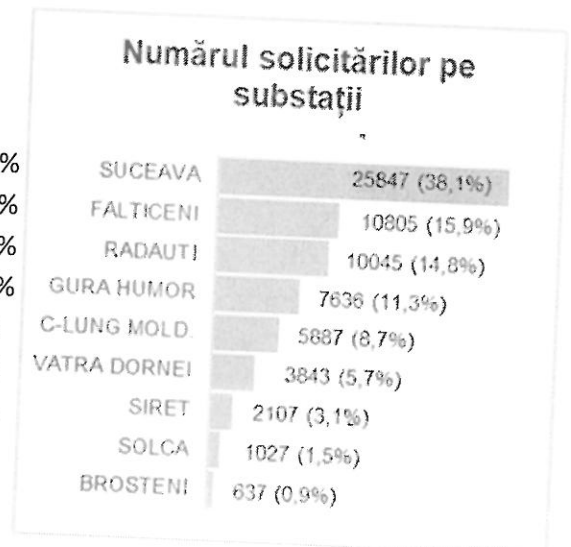 Numărul solicitărilor pe
substații
%
%
%
%
SUCEAVA 25847 (38,1%)
FALTICENI 10805 (15,9%)
RADAUTI 10045 (14,8%)
GURA HUMOR 7636 (11,3%)
C-LUNG MOLD. 5887 (8,7%)
VATRA DORNEI 3843 (5,7%)
SIRET 2107 (3,1%)
SOLCA 1027 (1,5%)
BROSTENI 637 (0,9%)